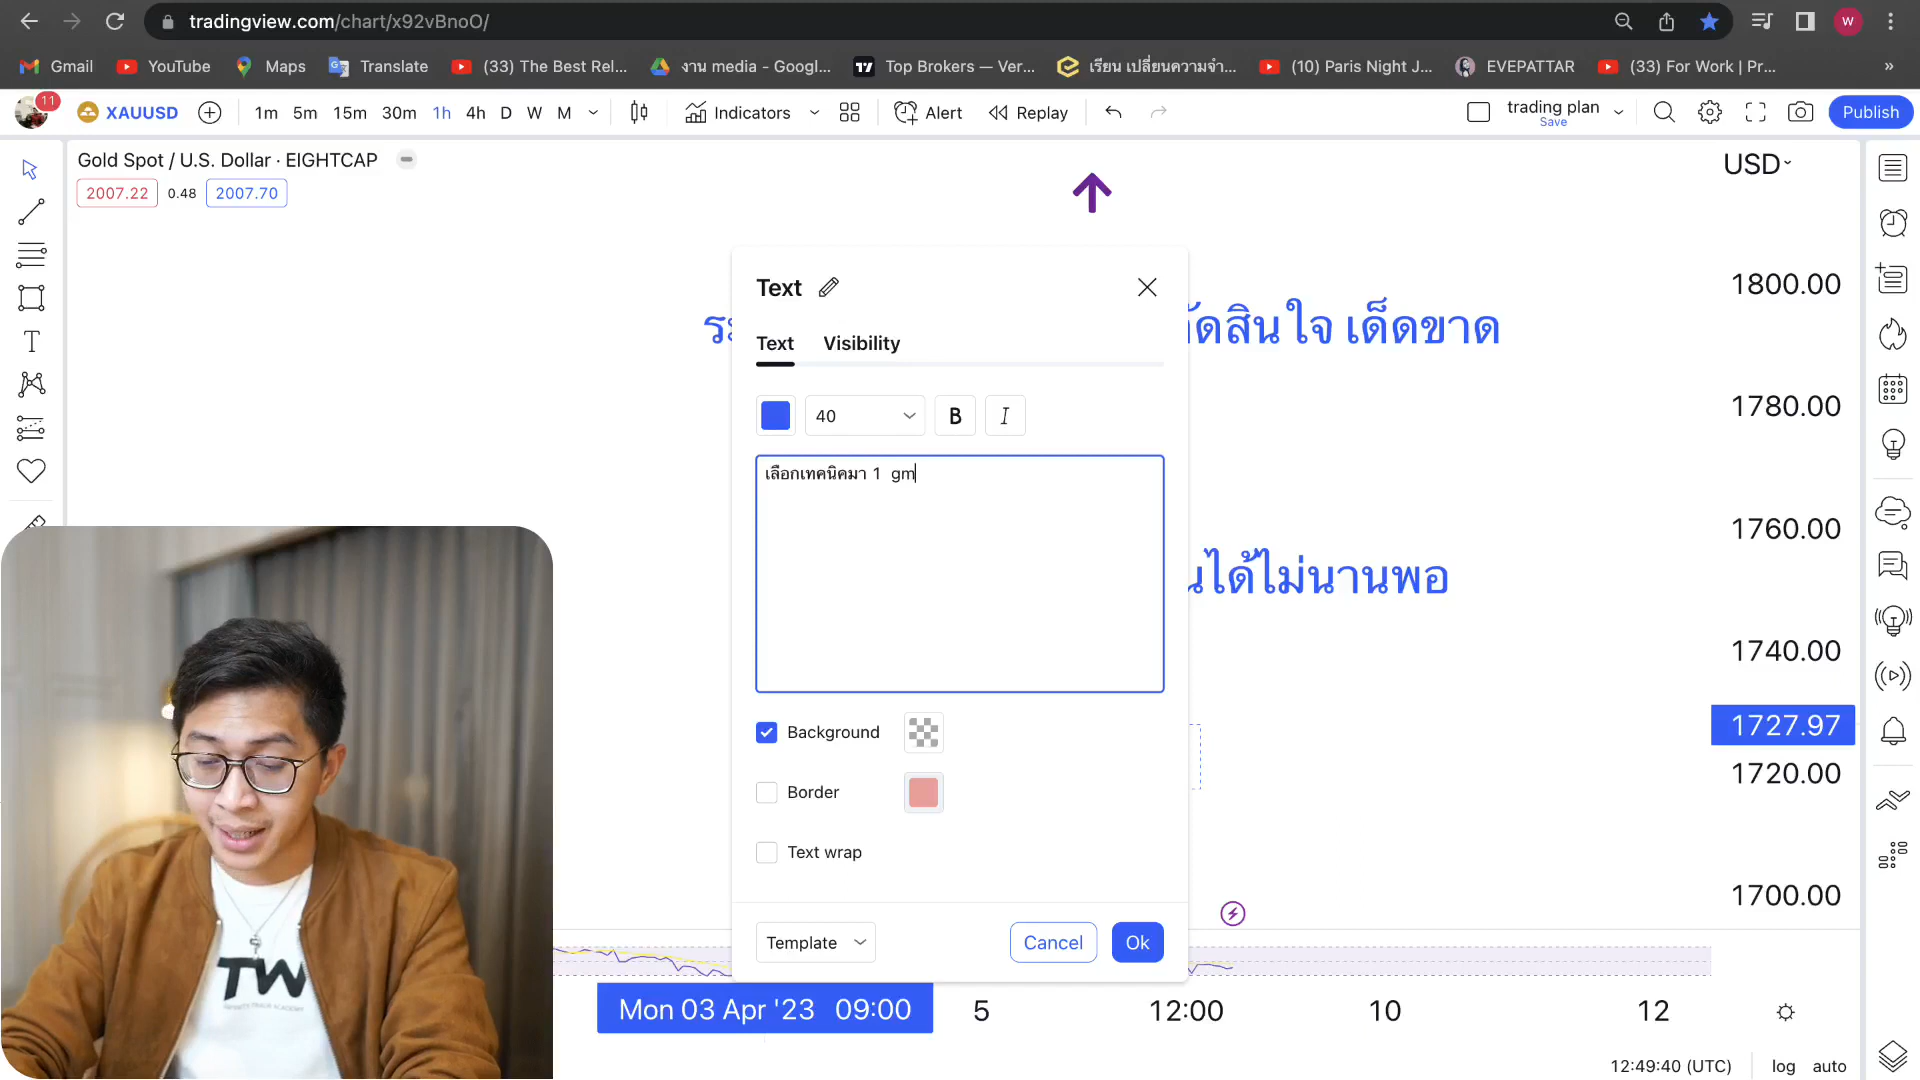 tradingview.com/chart/x92vBnoO/
W
Gmail
YouTube
Maps
Translate
(33) The Best Rel...
งาน media - Googl...
Top Brokers — Ver...
เรียน เปลี่ยนความจำ...
(10) Paris Night J...
EVEPATTAR
(33) For Work | Pr...
»
11
XAUUSD
1m 5m 15m 30m 1h 4h D W M
Indicators
Alert
Replay
trading plan
Save
Publish
Gold Spot / U.S. Dollar · EIGHTCAP
2007.22 0.48 2007.70
USD
Text
Text Visibility
ตัดสินใจ เด็ดขาด
40 B I
เลือกเทคนิคมา 1 gm
ได้ไม่นานพอ
Background
Border
Text wrap
Template Cancel Ok
1800.00
1780.00
1760.00
1740.00
1727.97
1720.00
1700.00
Mon 03 Apr '23 09:00 5 12:00 10 12
12:49:40 (UTC) log auto
TW